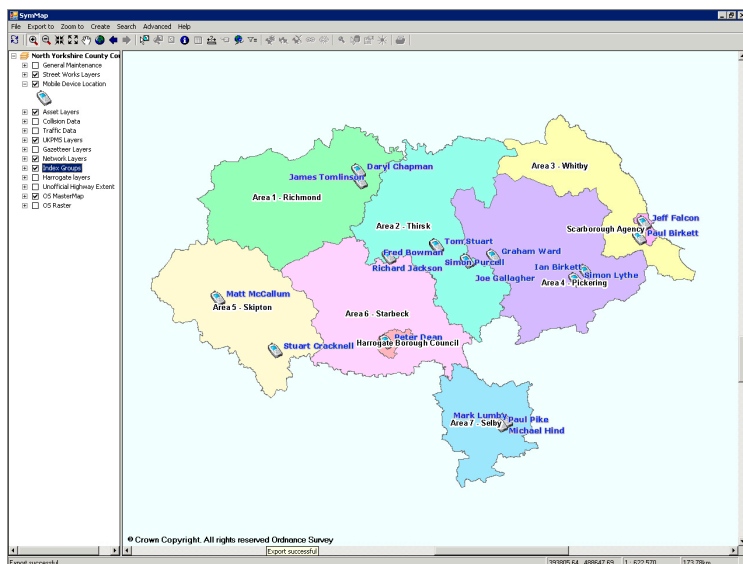 SymMap
File Export to Zoom to Create Search Advanced Help
North Yorkshire County Cou
General Maintenance
Street Works Layers
Mobile Device Location
Asset Layers
Collision Data
Traffic Data
UKPMS Layers
Gazetteer Layers
Network Layers
Index Groups
Harrogate layers
Unofficial Highway Extent
OS MasterMap
OS Raster
Area 3 - Whitby
Daryl Chapman
James Tomlinson
Area 1 - Richmond
Jeff Falcon
Area 2 - Thirsk
Scarborough Agency
Paul Birkett
Tom Stuart
Fred Bowman
Graham Ward
Simon Purcell
Richard Jackson
Ian Birkett
Simon Lythe
Joe Gallagher
Area 4 - Pickering
Matt McCallum
Area 5 - Skipton
Area 6 - Starbeck
Peter Dean
Harrogate Borough Council
Stuart Cracknell
Mark Lumby
Paul Pike
Area 7 - Selby
Michael Hind
© Crown Copyright. All rights reserved Ordnance Survey
Export successful
Export successful 393805.64, 488647.69 1 : 622,570 173.78km